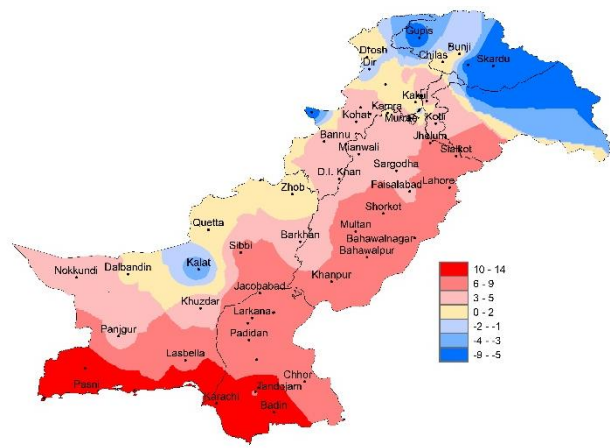 Gupis
Drosh
Bunji
Chilas
Dir
Skardu
Kakul
Kamra
Kohat
Murree
Kotli
Bannu
Jhelum
Mianwali
Sialkot
Sargodha
D.I. Khan
Faisalabad
Lahore
Zhob
Shorkot
Quetta
Multan
Barkhan
Bahawalnagar
Sibbi
Bahawalpur
Kalat
Dalbandin
Nokkundi
Khanpur
Jacobabad
Khuzdar
Larkana
Panjgur
Padidan
Lasbella
Pasni
Chhor
Tandojam
Karachi
Badin
10 - 14
6 - 9
3 - 5
0 - 2
-2 - -1
-4 - -3
-9 - -5